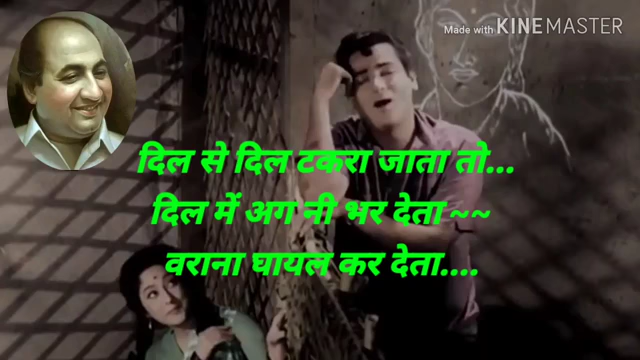 Made with KINEMASTER
दिल से दिल टकरा जाता तो...
दिल में अग नी भर देता ~~
वराना घायल कर देता....